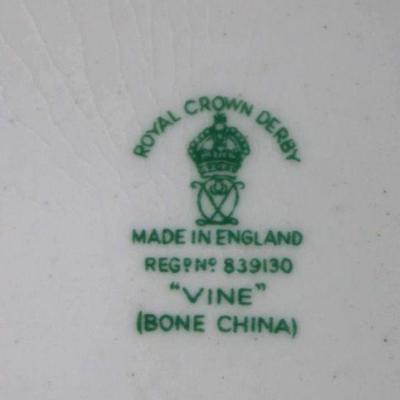 ROYAL CROWN DERBY
MADE IN ENGLAND
REGD No 839130
"VINE"
(BONE CHINA)